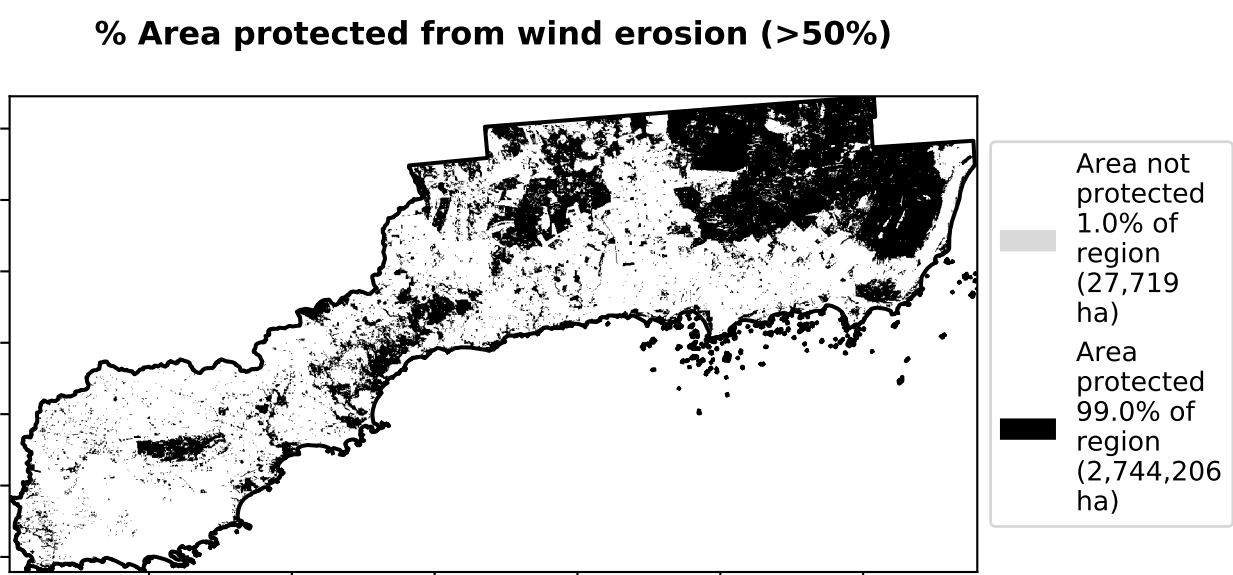 % Area protected from wind erosion (>50%)
Area not
protected
1.0% of
region
(27,719
ha)
Area
protected
99.0% of
region
(2,744,206
ha)